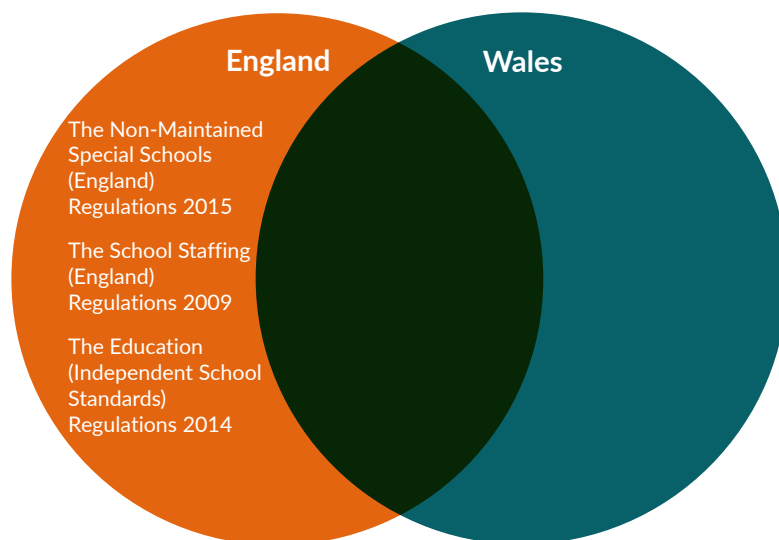 England
Wales
The Non-Maintained
Special Schools
(England)
Regulations 2015
The School Staffing
(England)
Regulations 2009
The Education
(Independent School
Standards)
Regulations 2014